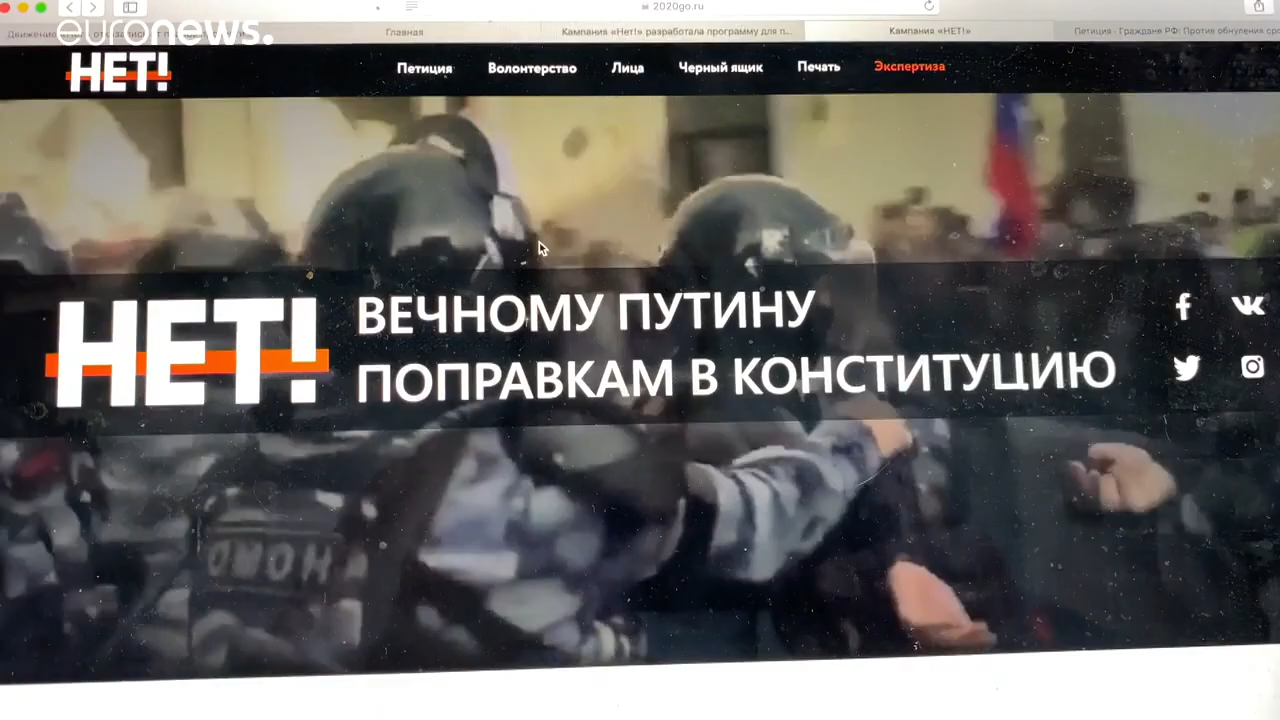 2020go.ru
euronews.
Главная
Кампания «Нет!» разработала программу для п...
Кампания «НЕТ!»
Петиция · Граждане РФ: Против обнуления сро
НЕТ!
Петиция
Волонтерство
Лица
Черный ящик
Печать
Экспертиза
НЕТ!
ВЕЧНОМУ ПУТИНУ
ПОПРАВКАМ В КОНСТИТУЦИЮ
ОМОН